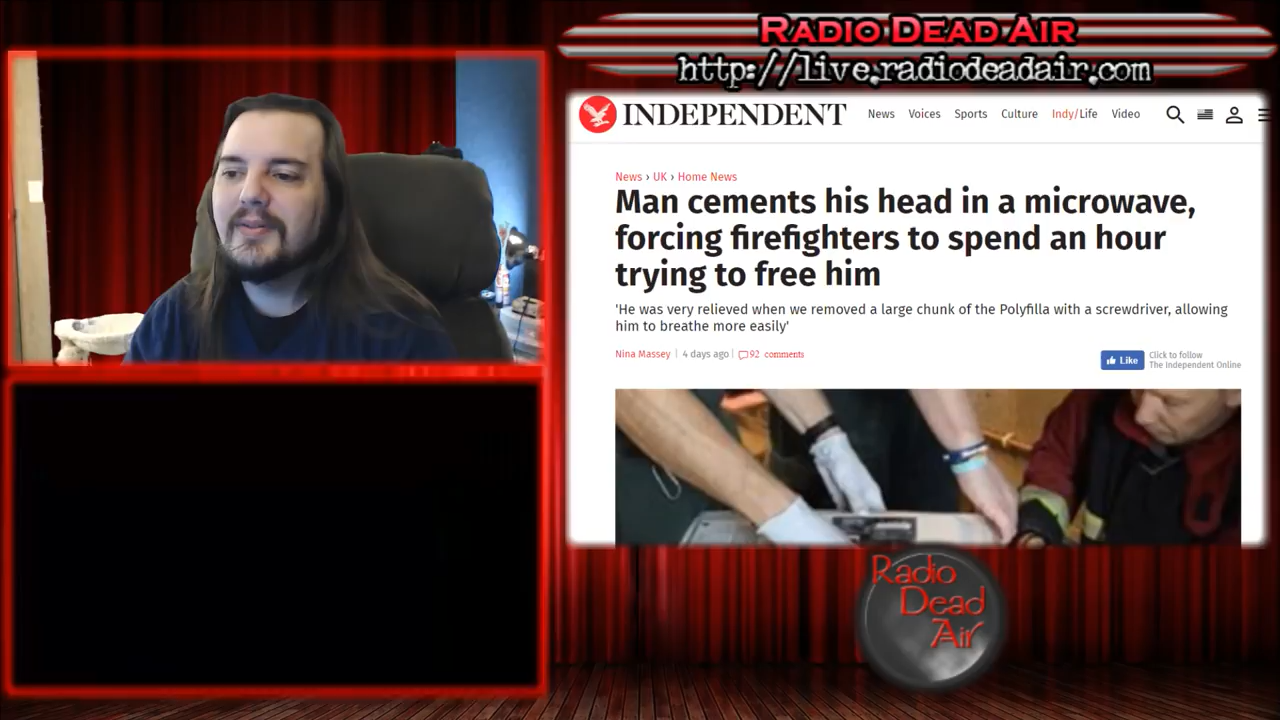 Radio Dead Air
http://live.radiodeadair.com
INDEPENDENT News Voices Sports Culture Indy/Life Video
News › UK › Home News
Man cements his head in a microwave,
forcing firefighters to spend an hour
trying to free him
'He was very relieved when we removed a large chunk of the Polyfilla with a screwdriver, allowing
him to breathe more easily'
Nina Massey | 4 days ago | 92 comments
Like
Click to follow
The Independent Online
Radio
Dead
Air